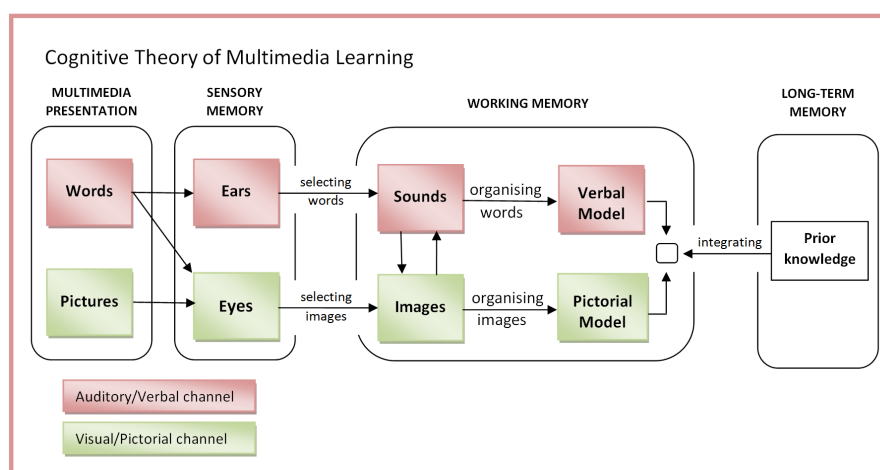 Cognitive Theory of Multimedia Learning
MULTIMEDIA
PRESENTATION
SENSORY
MEMORY
WORKING MEMORY
LONG-TERM
MEMORY
Words
Ears
selecting
words
Sounds
organising
words
Verbal
Model
integrating
Prior
knowledge
Pictures
Eyes
selecting
images
Images
organising
images
Pictorial
Model
Auditory/Verbal channel
Visual/Pictorial channel